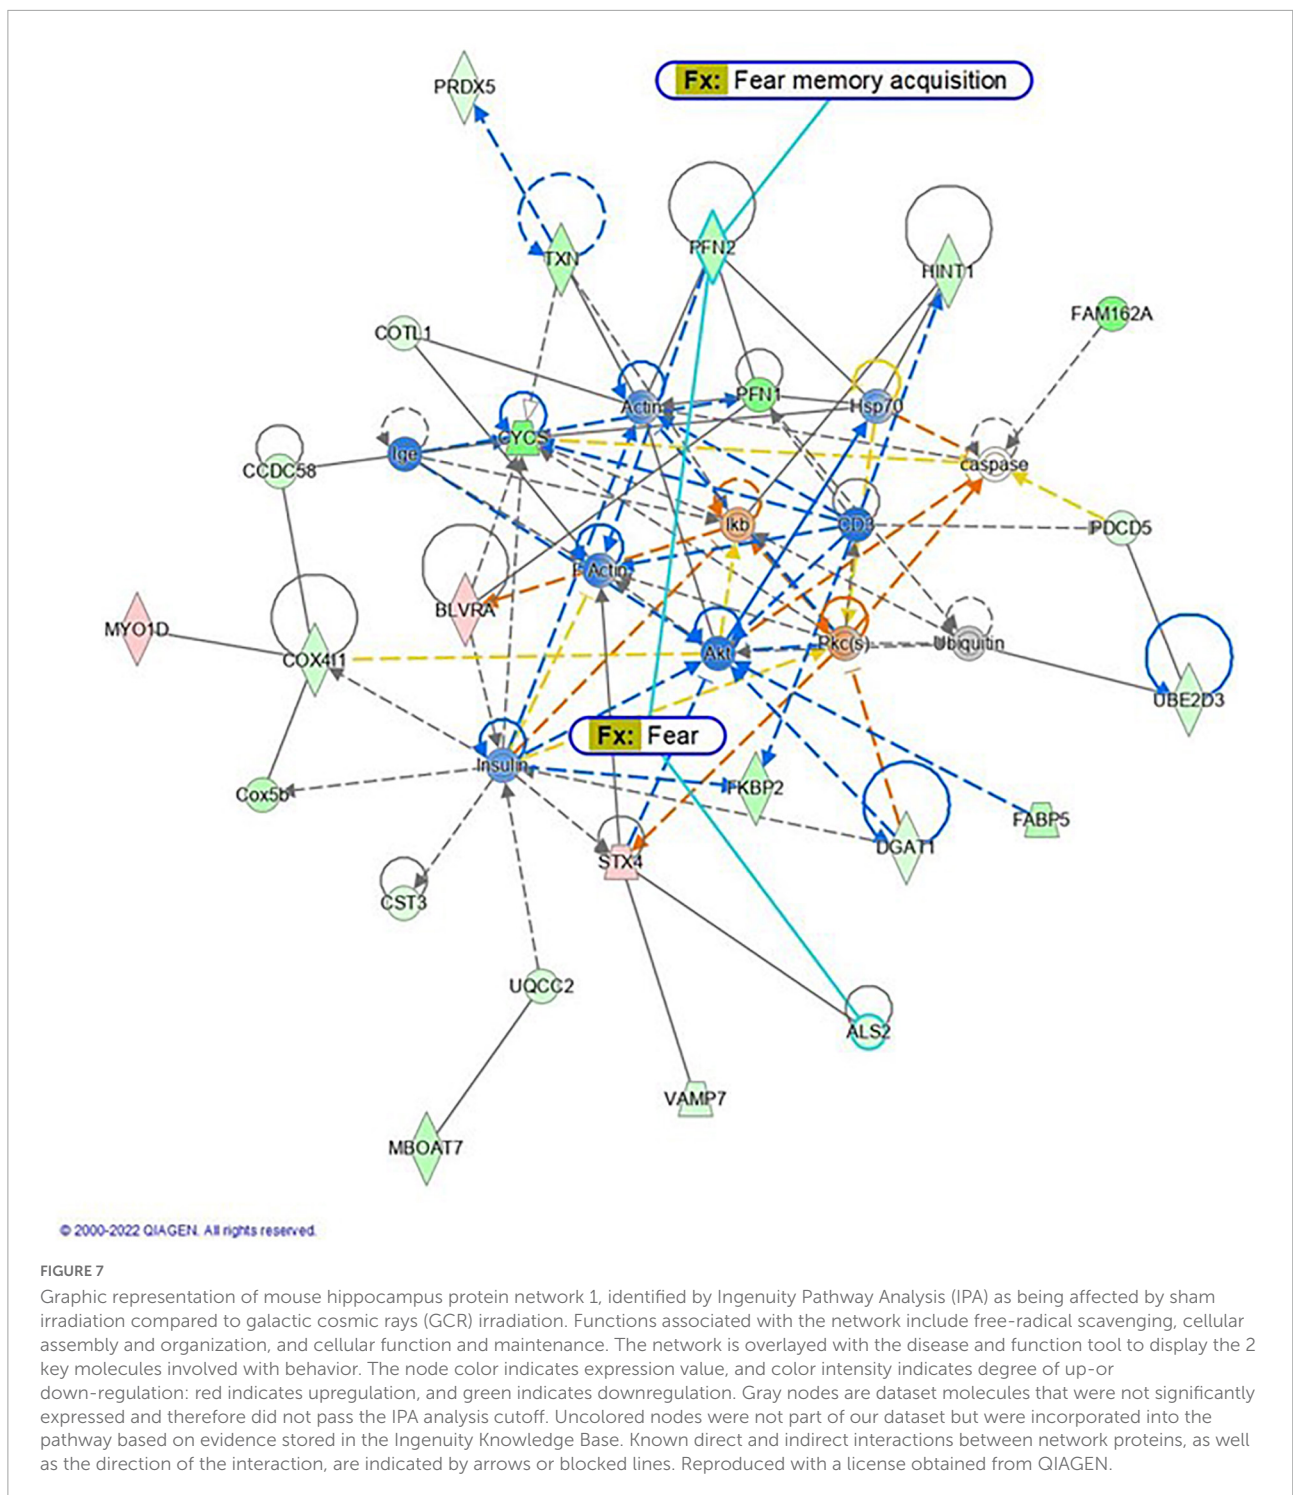 PRDX5
Fx: Fear memory acquisition
TXN
PFN2
HINT1
FAM162A
COTL1
Actin
PFN1
Hsp70
CYCS
Ige
CCDC58
caspase
Ikb
CD3
PDCD5
F Actin
BLVRA
MYO1D
COX4I1
Akt
Pkc(s)
Ubiquitin
UBE2D3
Fx: Fear
Insulin
Cox5b
FKBP2
FABP5
DGAT1
STX4
CST3
UQCC2
ALS2
VAMP7
MBOAT7
© 2000-2022 QIAGEN. All rights reserved.
FIGURE 7
Graphic representation of mouse hippocampus protein network 1, identified by Ingenuity Pathway Analysis (IPA) as being affected by sham
irradiation compared to galactic cosmic rays (GCR) irradiation. Functions associated with the network include free-radical scavenging, cellular
assembly and organization, and cellular function and maintenance. The network is overlayed with the disease and function tool to display the 2
key molecules involved with behavior. The node color indicates expression value, and color intensity indicates degree of up-or
down-regulation: red indicates upregulation, and green indicates downregulation. Gray nodes are dataset molecules that were not significantly
expressed and therefore did not pass the IPA analysis cutoff. Uncolored nodes were not part of our dataset but were incorporated into the
pathway based on evidence stored in the Ingenuity Knowledge Base. Known direct and indirect interactions between network proteins, as well
as the direction of the interaction, are indicated by arrows or blocked lines. Reproduced with a license obtained from QIAGEN.